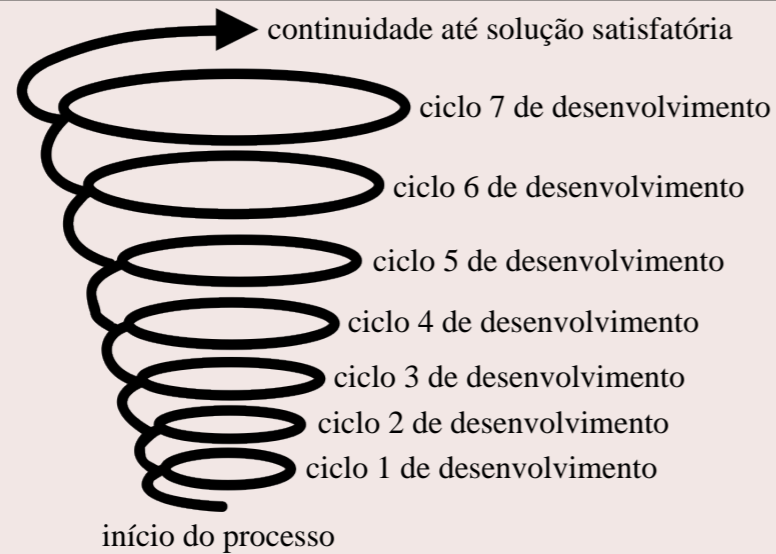 continuidade até solução satisfatória
ciclo 7 de desenvolvimento
ciclo 6 de desenvolvimento
ciclo 5 de desenvolvimento
ciclo 4 de desenvolvimento
ciclo 3 de desenvolvimento
ciclo 2 de desenvolvimento
ciclo 1 de desenvolvimento
início do processo